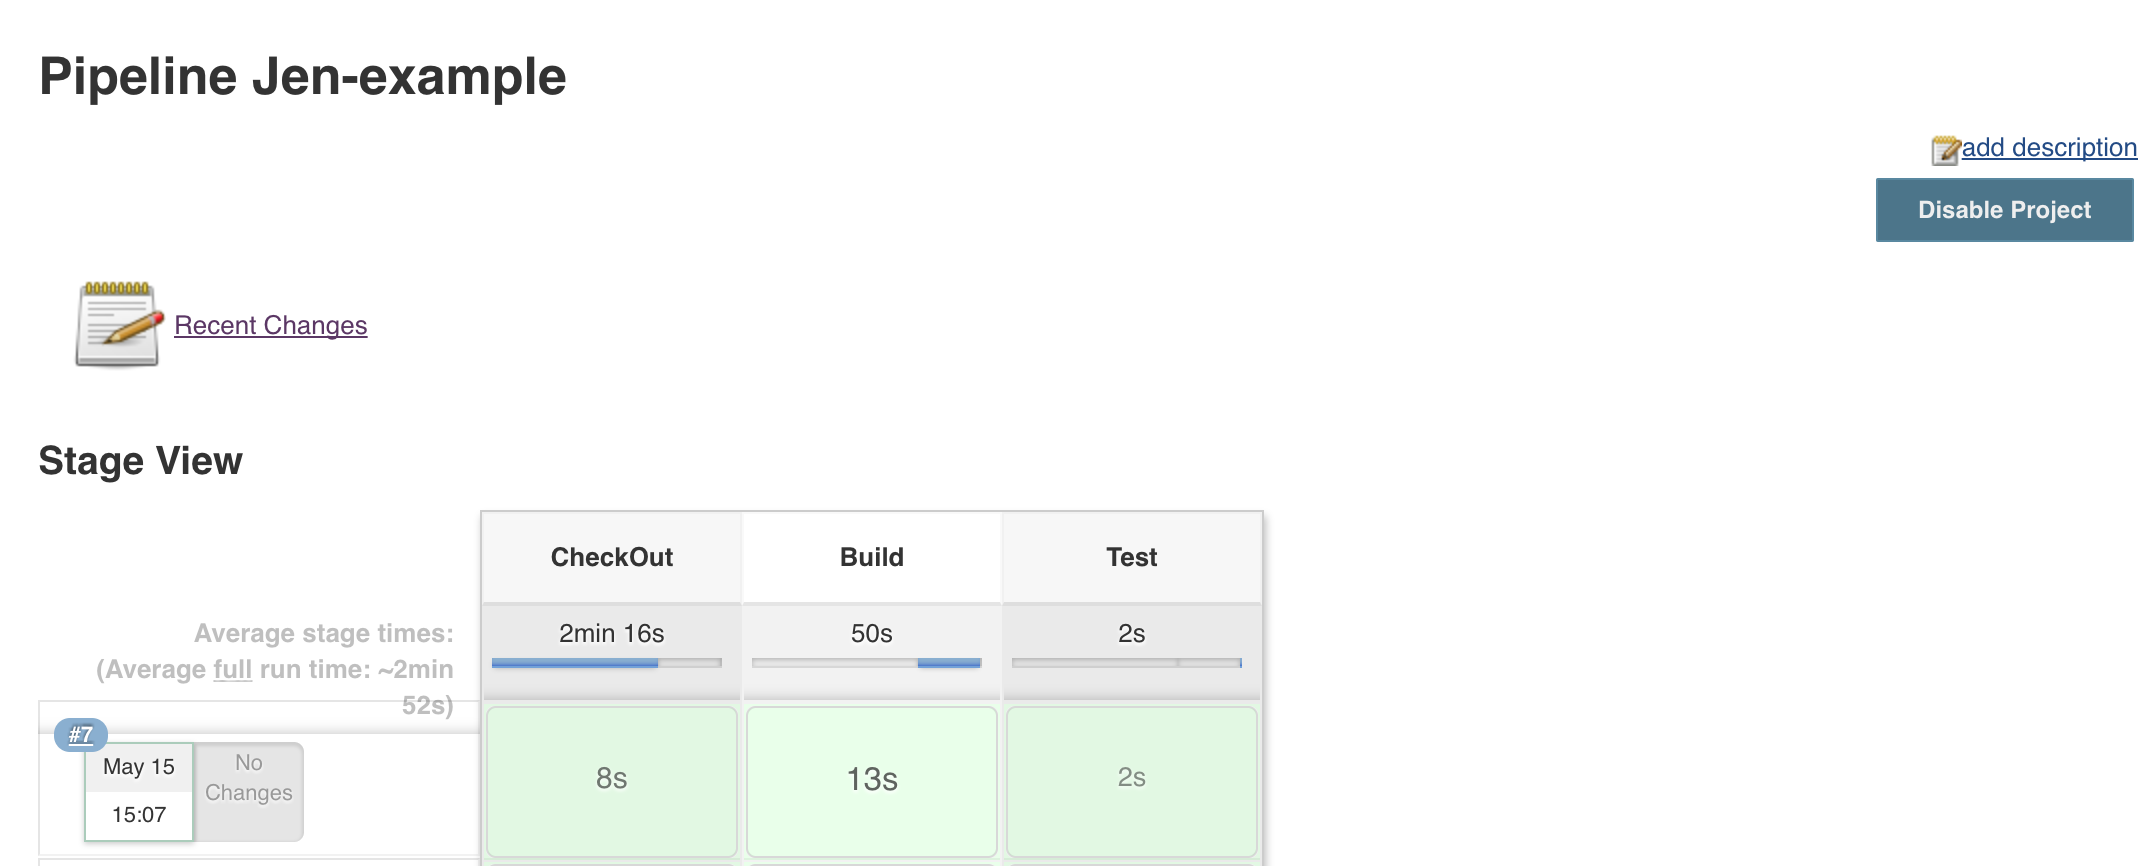 Pipeline Jen-example
add description
Disable Project
Recent Changes
Stage View
CheckOut Build Test
Average stage times:
(Average full run time: ~2min
52s)
2min 16s 50s 2s
#7
May 15
15:07
No
Changes
8s 13s 2s